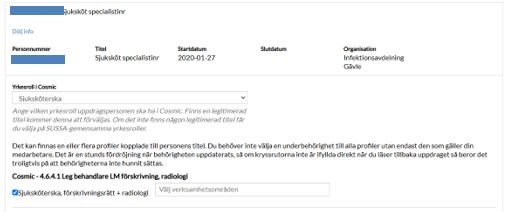 Sjuksköt specialistinr
Dölj info
Personnummer Titel Startdatum Slutdatum Organisation
Sjuksköt specialistinr 2020-01-27 Infektionsavdelning
Gävle
Yrkesroll i Cosmic
Sjuksköterska
Ange vilken yrkesroll uppdragspersonen ska ha i Cosmic. Finns en legitimerad
titel kommer denna att förväljas. Om det inte finns någon legitimerad titel får
du välja på SUSSA-gemensamma yrkesroller.
Det kan finnas en eller flera profiler kopplade till personens titel. Du behöver inte välja en underbehörighet till alla profiler utan endast den som gäller din
medarbetare. Det är en stunds fördröjning när behörigheten uppdaterats, så om kryssrutorna inte är ifyllda direkt när du läser tillbaka uppdraget så beror det
troligtvis på att behörigheterna inte hunnit sättas.
Cosmic - 4.6.4.1 Leg behandlare LM förskrivning, radiologi
Sjuksköterska, förskrivningsrätt + radiologi Välj verksamhetsområden